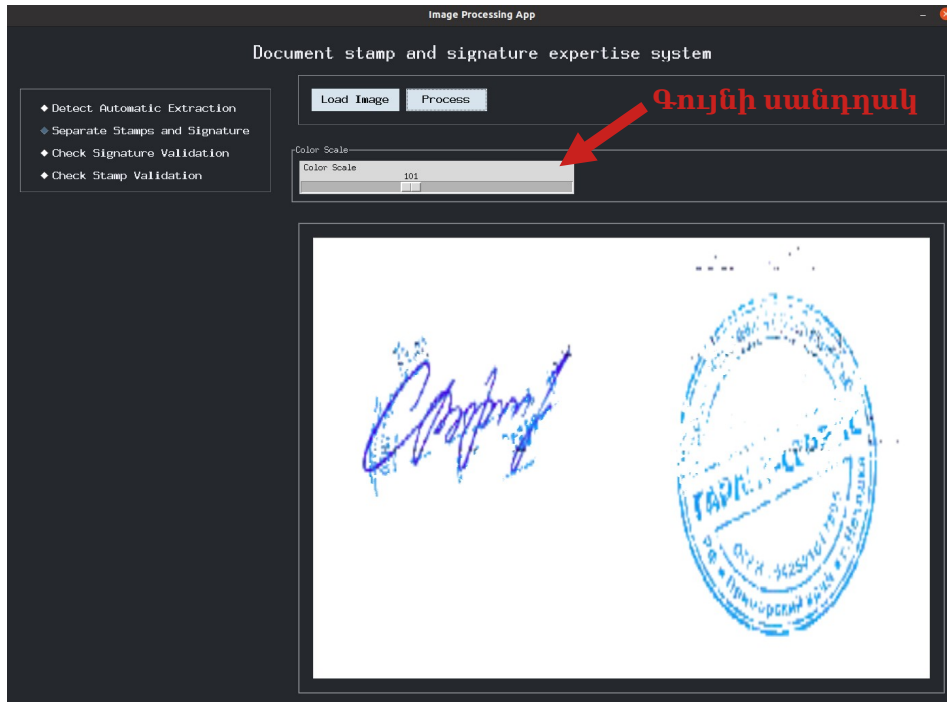 Image Processing App
Document stamp and signature expertise system
Detect Automatic Extraction
Separate Stamps and Signature
Check Signature Validation
Check Stamp Validation
Load Image Process
Գույնի սանդղակ
Color Scale
Color Scale
101